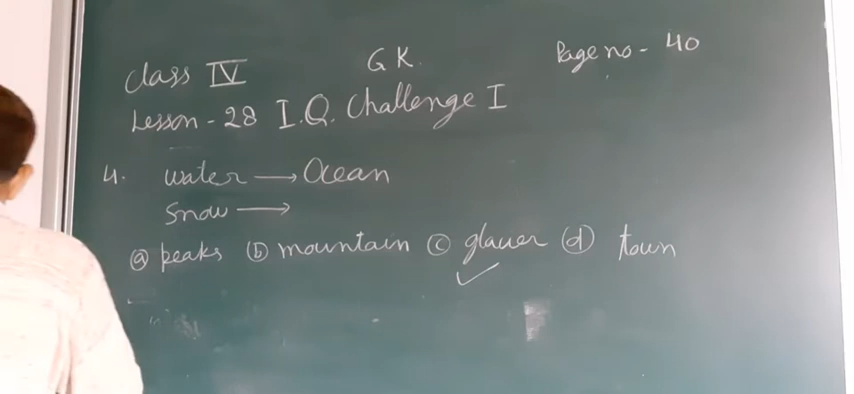 Class IV G K. Page no - 40
Lesson - 28 I.Q. Challenge I
4. water → Ocean
Snow →
(a) peaks (b) mountain (c) glacier (d) town